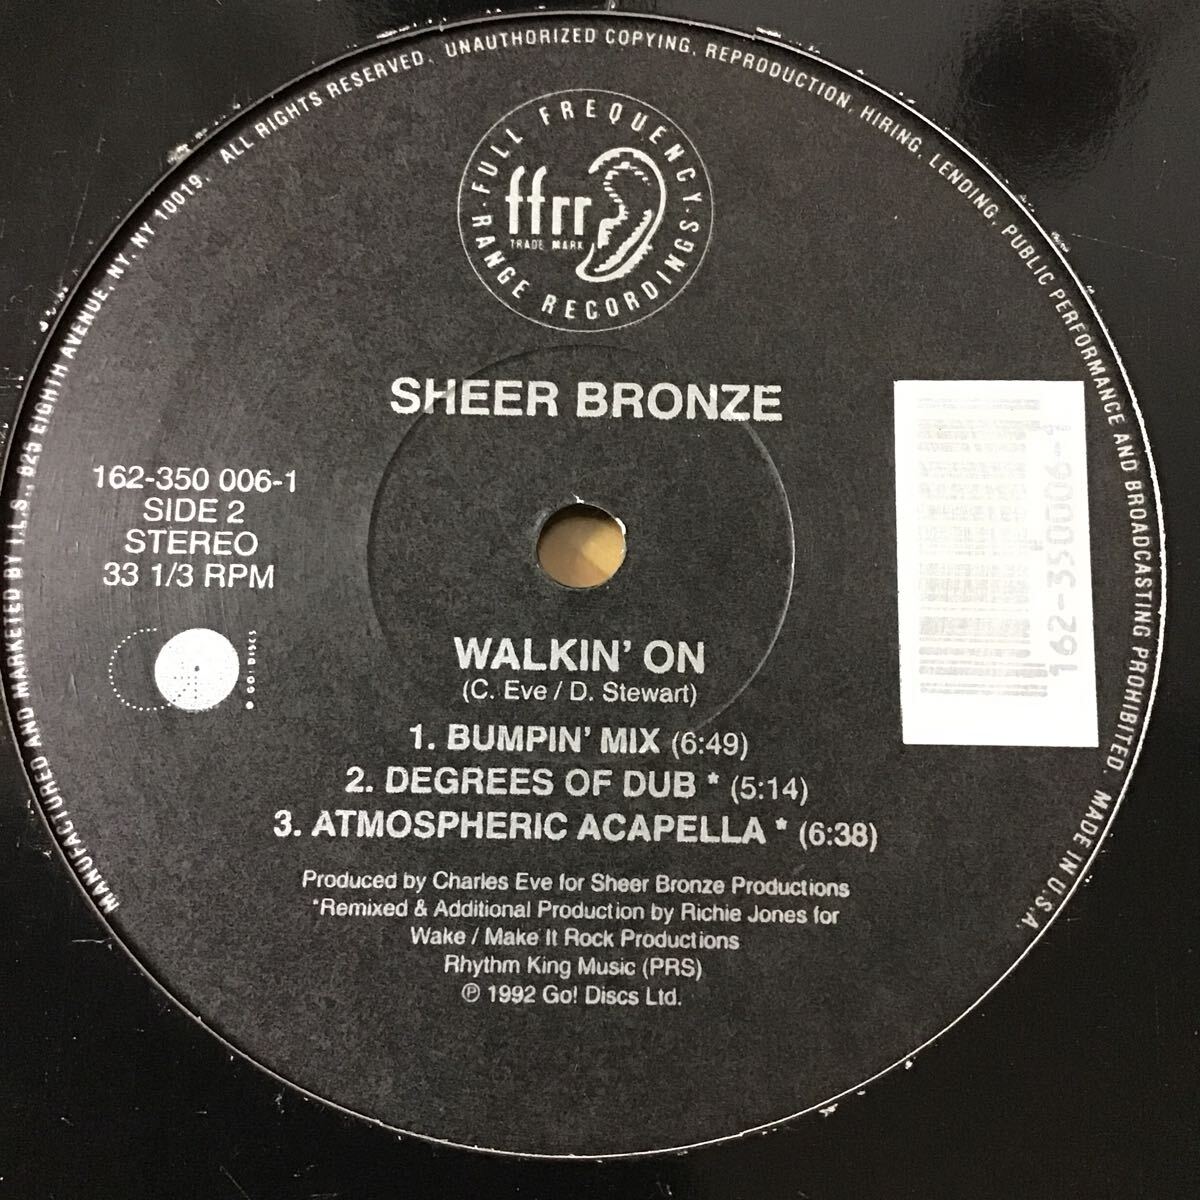 MANUFACTURED AND MARKETED BY I.L.S., 825 EIGHTH AVENUE, NY, NY 10019. ALL RIGHTS RESERVED. UNAUTHORIZED COPYING, REPRODUCTION, HIRING, LENDING, PUBLIC PERFORMANCE AND BROADCASTING PROHIBITED. MADE IN U.S.A.
FULL FREQUENCY
ffrr
TRADE MARK
RANGE RECORDINGS
SHEER BRONZE
162-350 006-1
SIDE 2
STEREO
33 1/3 RPM
GO! DISCS
162-350006-1
WALKIN' ON
(C. Eve / D. Stewart)
1. BUMPIN' MIX (6:49)
2. DEGREES OF DUB * (5:14)
3. ATMOSPHERIC ACAPELLA * (6:38)
Produced by Charles Eve for Sheer Bronze Productions
*Remixed & Additional Production by Richie Jones for
Wake / Make It Rock Productions
Rhythm King Music (PRS)
℗ 1992 Go! Discs Ltd.